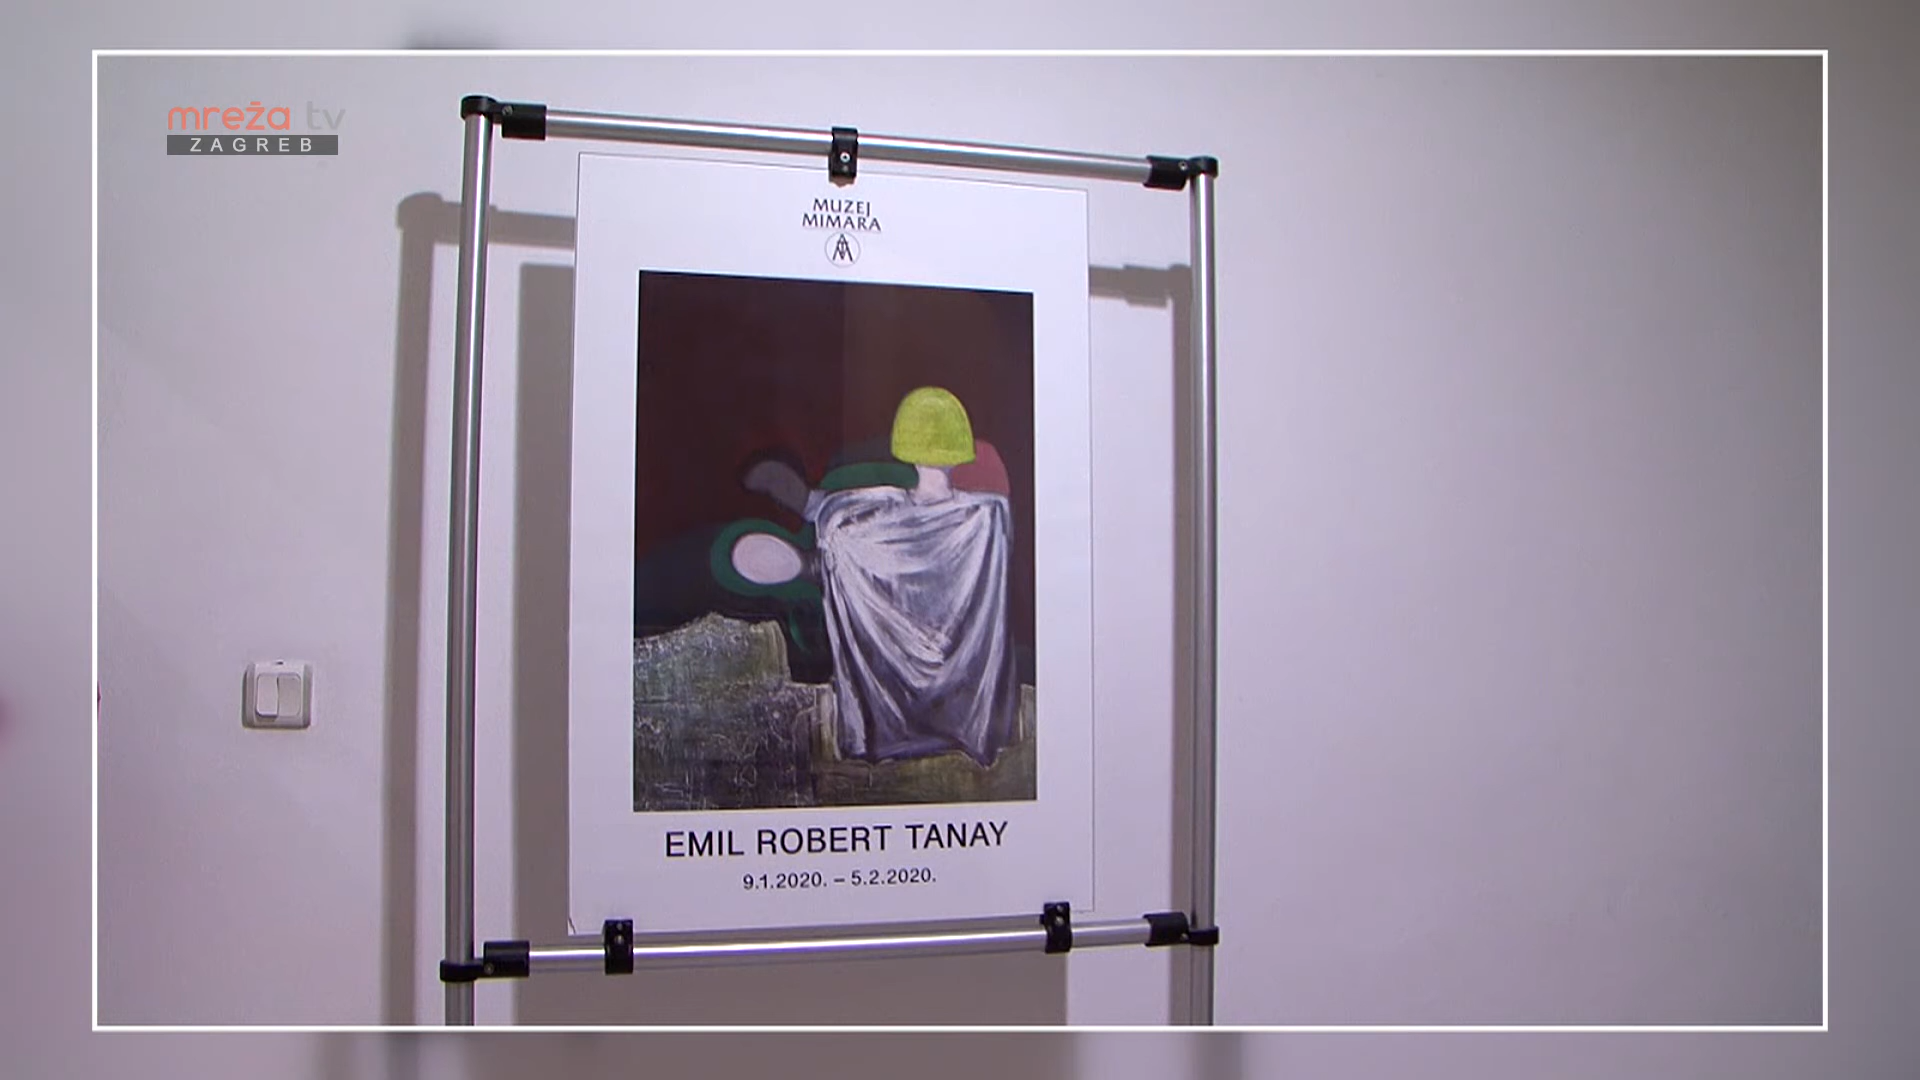 mreža tv
ZAGREB
MUZEJ
MIMARA
EMIL ROBERT TANAY
9.1.2020. – 5.2.2020.